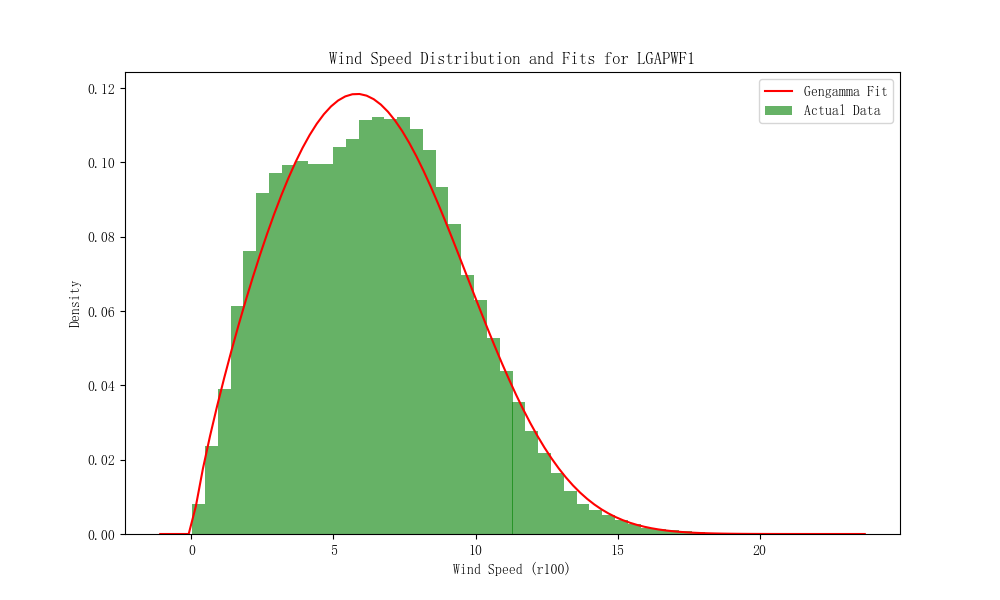 Wind Speed Distribution and Fits for LGAPWF1
Gengamma Fit
Actual Data
0.12
0.10
0.08
0.06
0.04
0.02
0.00
Density
0
5
10
15
20
Wind Speed (r100)